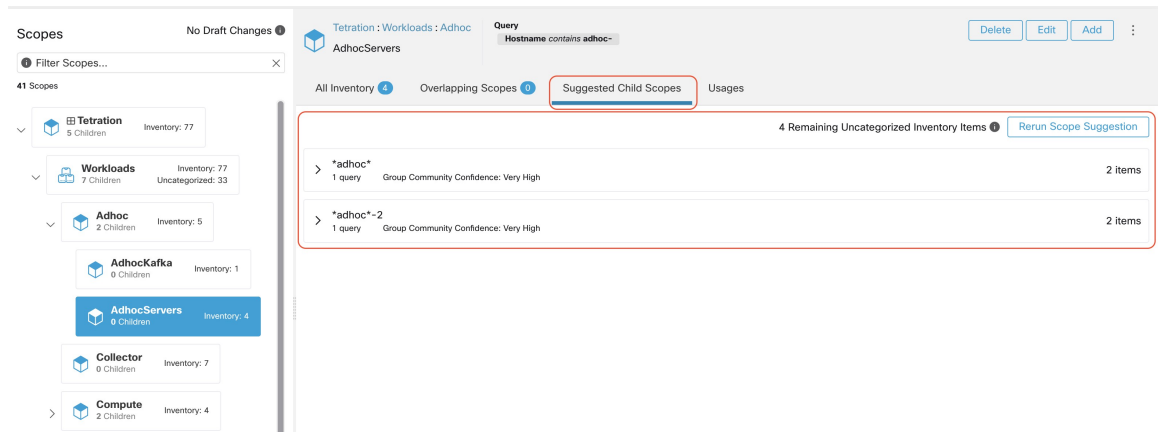 Scopes
No Draft Changes
Filter Scopes...
41 Scopes
Tetration
5 Children
Inventory: 77
Workloads
7 Children
Inventory: 77
Uncategorized: 33
Adhoc
2 Children
Inventory: 5
AdhocKafka
0 Children
Inventory: 1
AdhocServers
0 Children
Inventory: 4
Collector
0 Children
Inventory: 7
Compute
2 Children
Inventory: 4
Tetration : Workloads : Adhoc
AdhocServers
Query
Hostname contains adhoc-
Delete
Edit
Add
All Inventory 4
Overlapping Scopes 0
Suggested Child Scopes
Usages
4 Remaining Uncategorized Inventory Items
Rerun Scope Suggestion
*adhoc*
1 query Group Community Confidence: Very High
2 items
*adhoc*-2
1 query Group Community Confidence: Very High
2 items